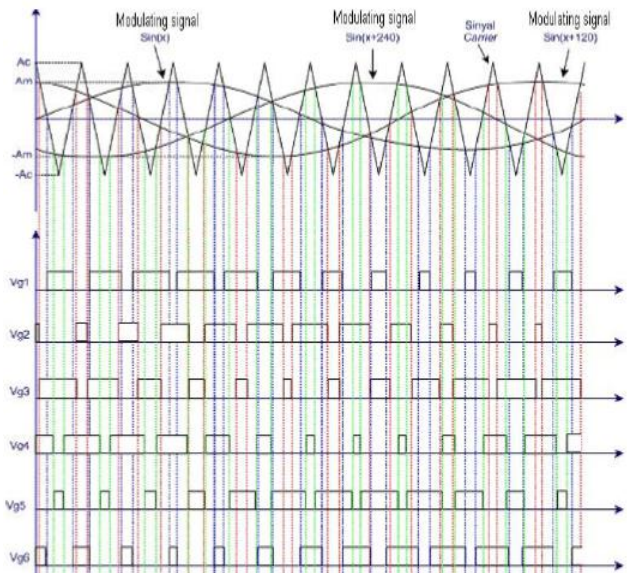 Modulating signal
Sin(x)
Modulating signal
Sin(x+240)
Sinyal
Carrier
Modulating signal
Sin(x+120)
Ac
Am
-Am
-Ac
Vg1
Vg2
Vg3
Vg4
Vg5
Vg6